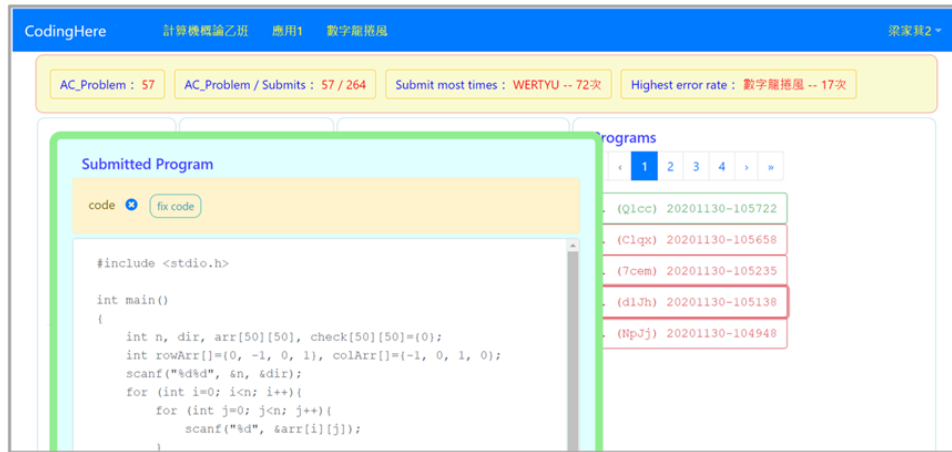 CodingHere 計算機概論乙班 應用1 數字龍捲風 梁家萁2
AC_Problem： 57 AC_Problem / Submits： 57 / 264 Submit most times： WERTYU -- 72次 Highest error rate： 數字龍捲風 -- 17次
Programs
‹ 1 2 3 4 › »
. (Q1cc) 20201130-105722
. (Clqx) 20201130-105658
. (7cem) 20201130-105235
. (d1Jh) 20201130-105138
. (NpJj) 20201130-104948
Submitted Program
code fix code
#include <stdio.h>
int main()
{
int n, dir, arr[50][50], check[50][50]={0};
int rowArr[]={0, -1, 0, 1}, colArr[]={-1, 0, 1, 0};
scanf("%d%d", &n, &dir);
for (int i=0; i<n; i++){
for (int j=0; j<n; j++){
scanf("%d", &arr[i][j]);
}